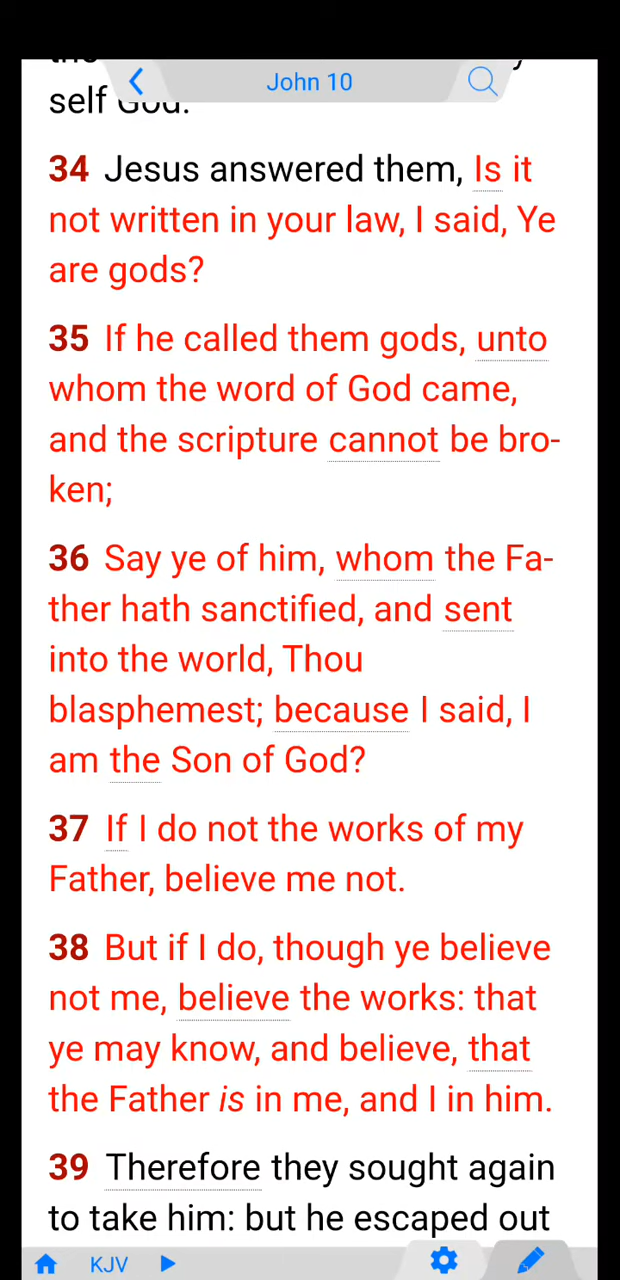 John 10
self God.
34 Jesus answered them, Is it
not written in your law, I said, Ye
are gods?
35 If he called them gods, unto
whom the word of God came,
and the scripture cannot be bro-
ken;
36 Say ye of him, whom the Fa-
ther hath sanctified, and sent
into the world, Thou
blasphemest; because I said, I
am the Son of God?
37 If I do not the works of my
Father, believe me not.
38 But if I do, though ye believe
not me, believe the works: that
ye may know, and believe, that
the Father is in me, and I in him.
39 Therefore they sought again
to take him: but he escaped out
KJV